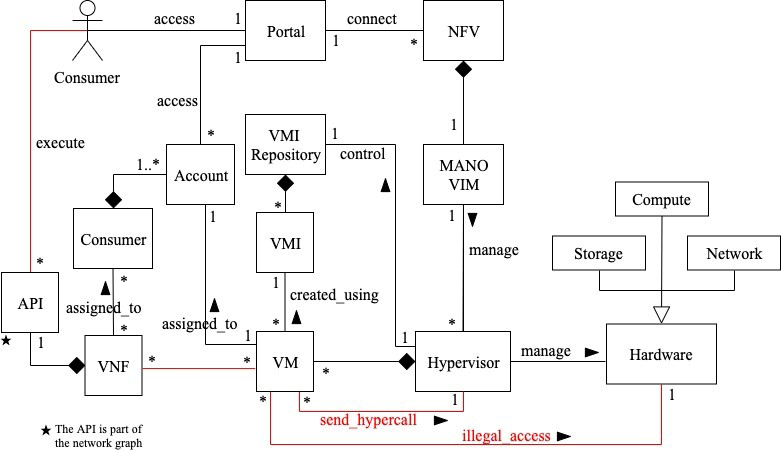 access
1
Portal
connect
1
*
NFV
Consumer
1
access
*
execute
1..*
Account
VMI
Repository
1
control
1
MANO
VIM
Compute
1
*
1
manage
Consumer
VMI
Storage
Network
*
API
*
assigned_to
*
1
created_using
assigned_to
*
1
*
1
1
VNF
*
*
VM
*
Hypervisor
manage
Hardware
*
*
1
1
send_hypercall
★ The API is part of
the network graph
illegal_access